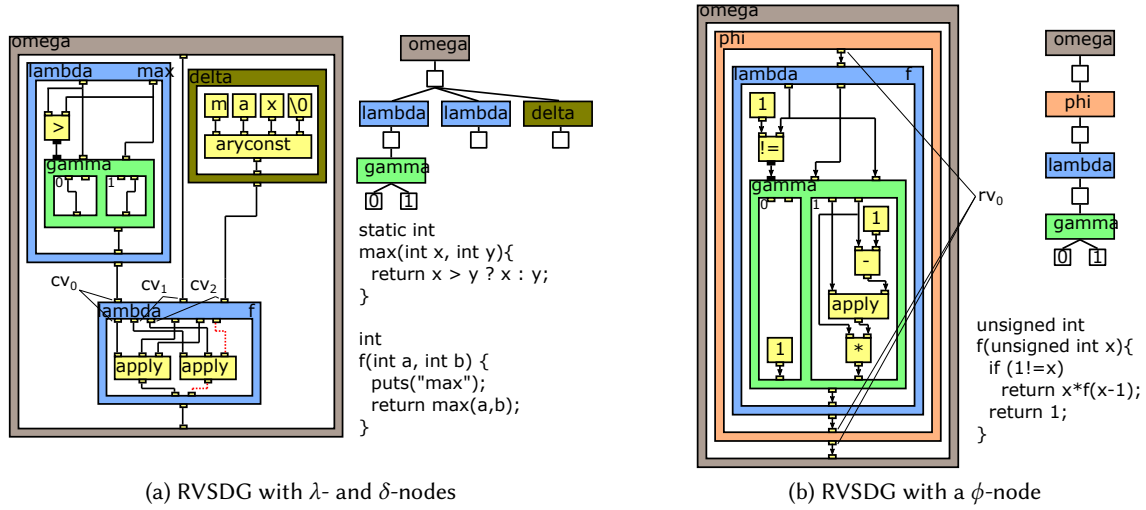 omega
lambda
max
>
gamma
0
1
delta
m
a
x
\0
aryconst
cv0
cv1
cv2
lambda
f
apply
apply
omega
lambda
lambda
delta
gamma
0
1
static int
max(int x, int y){
return x > y ? x : y;
}
int
f(int a, int b) {
puts("max");
return max(a,b);
}
(a) RVSDG with λ- and δ-nodes
omega
phi
lambda
f
1
!=
gamma
0
1
1
-
apply
1
*
rv0
omega
phi
lambda
gamma
0
1
unsigned int
f(unsigned int x){
if (1!=x)
return x*f(x-1);
return 1;
}
(b) RVSDG with a ϕ-node